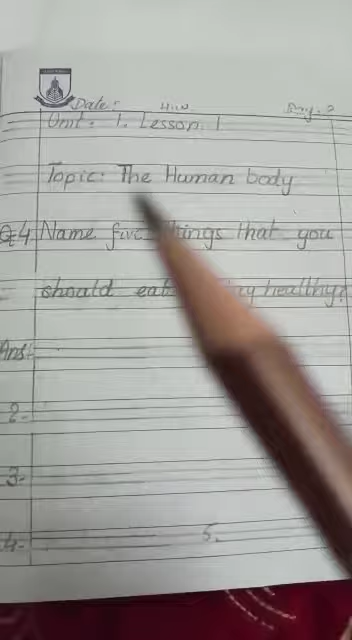 Date: H.W. Day:
Unit: 1. Lesson: 1
Topic: The Human body
Q4 Name five things that you
should eat healthy?
Ans:
2-
3-
4- 5.